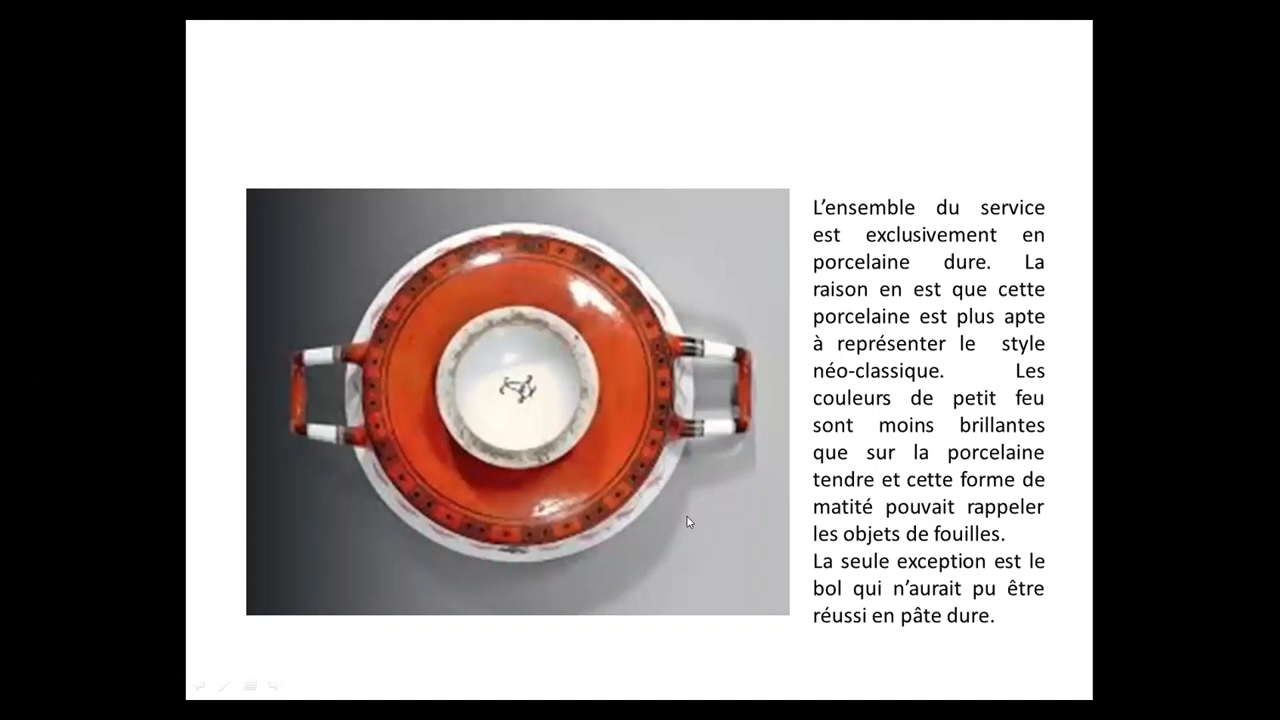 L’ensemble du service
est exclusivement en
porcelaine dure. La
raison en est que cette
porcelaine est plus apte
à représenter le style
néo-classique. Les
couleurs de petit feu
sont moins brillantes
que sur la porcelaine
tendre et cette forme de
matité pouvait rappeler
les objets de fouilles.
La seule exception est le
bol qui n’aurait pu être
réussi en pâte dure.